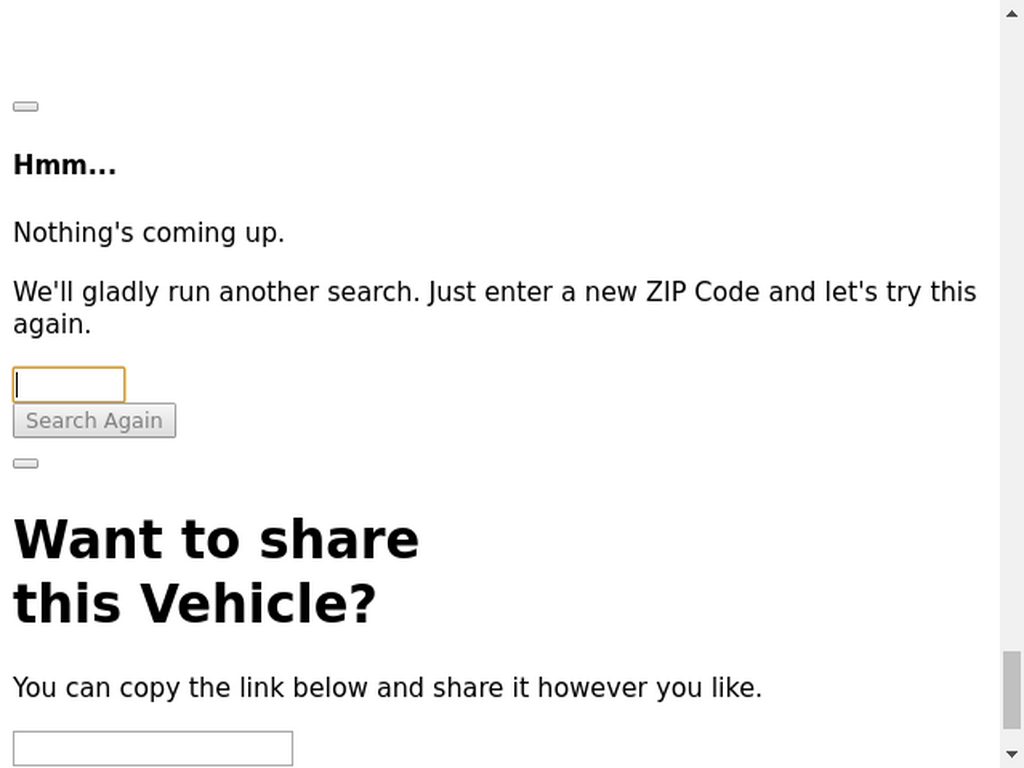 Hmm...
Nothing's coming up.
We'll gladly run another search. Just enter a new ZIP Code and let's try this
again.
Search Again
Want to share
this Vehicle?
You can copy the link below and share it however you like.